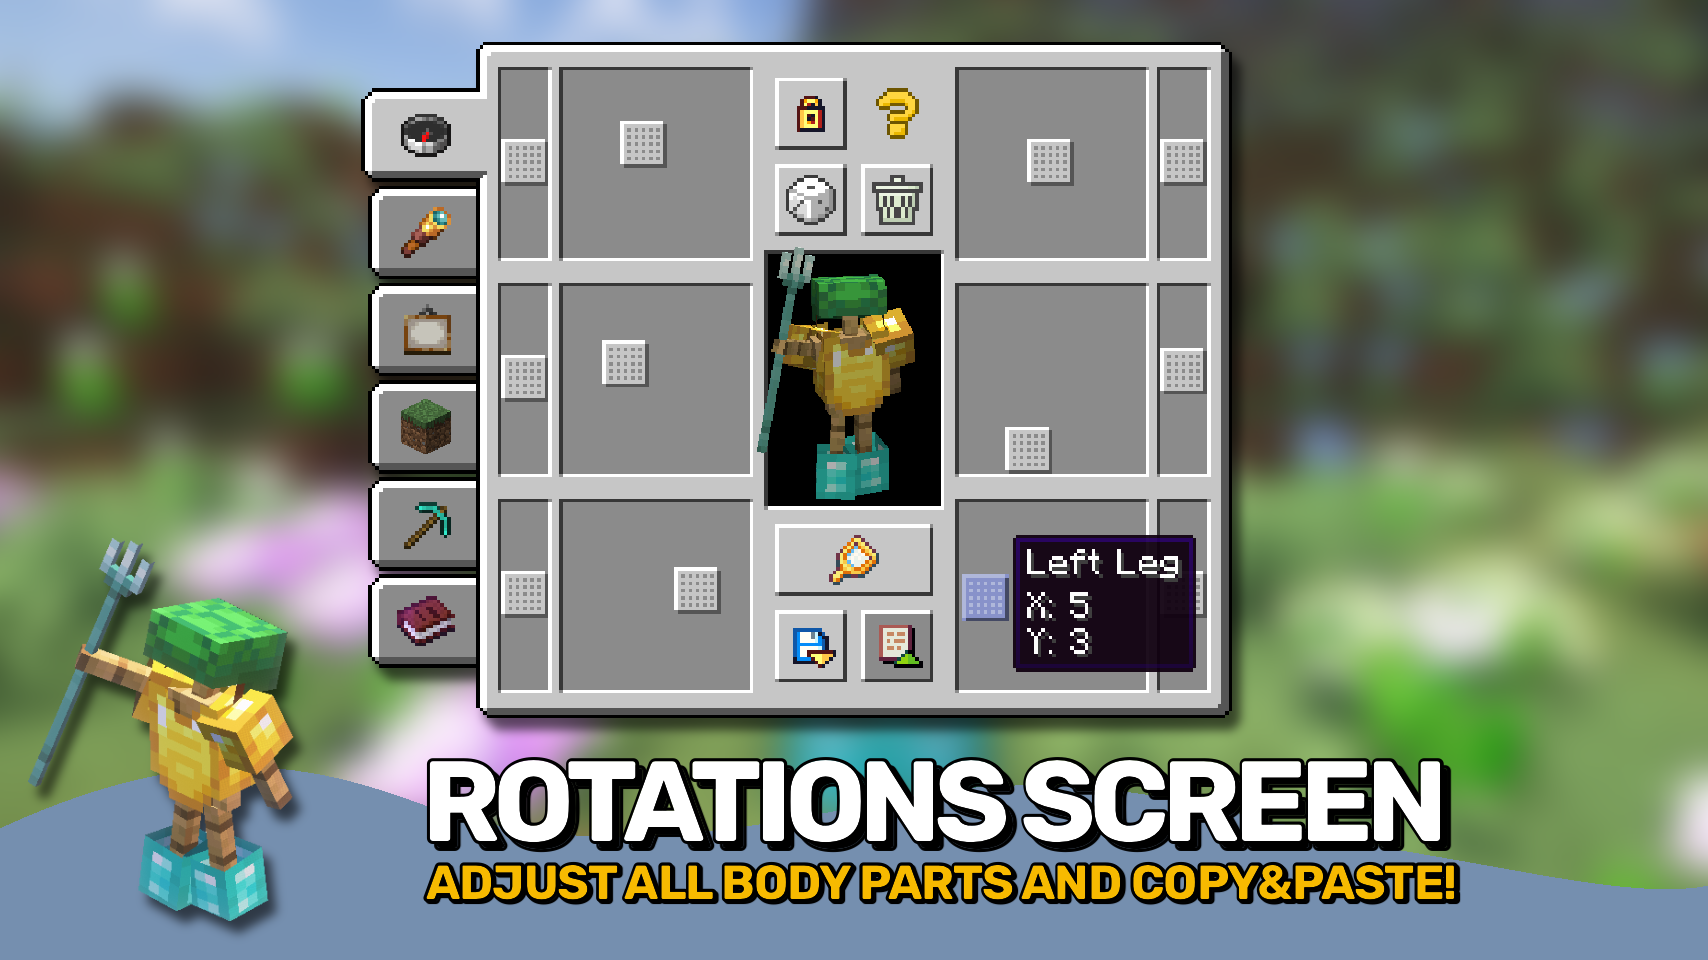 Left Leg
X: 5
Y: 3
ROTATIONS SCREEN
ADJUST ALL BODY PARTS AND COPY&PASTE!